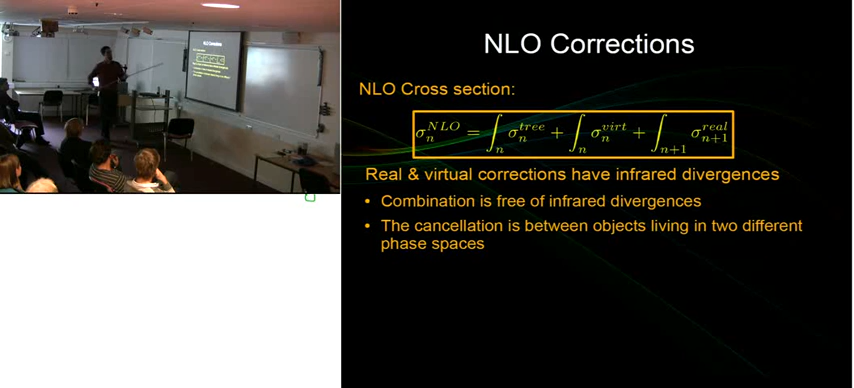 NLO Corrections
NLO Cross section:
σ_n^{NLO} = ∫_n σ_n^{tree} + ∫_n σ_n^{virt} + ∫_{n+1} σ_{n+1}^{real}
Real & virtual corrections have infrared divergences
• Combination is free of infrared divergences
• The cancellation is between objects living in two different
phase spaces
NLO Corrections